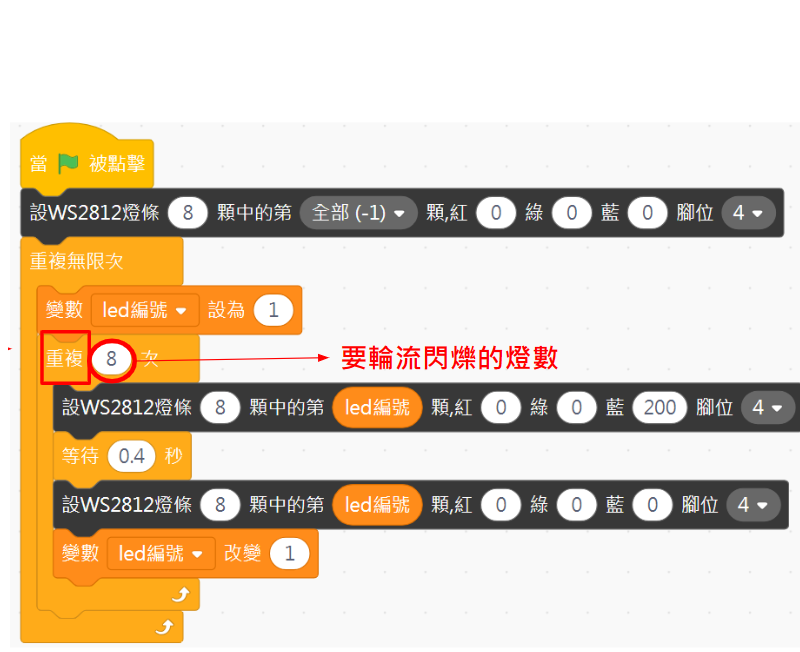 當 被點擊
設WS2812燈條 8 顆中的第 全部 (-1) 顆,紅 0 綠 0 藍 0 腳位 4
重複無限次
變數 led編號 設為 1
重複 8 次 要輪流閃爍的燈數
設WS2812燈條 8 顆中的第 led編號 顆,紅 0 綠 0 藍 200 腳位 4
等待 0.4 秒
設WS2812燈條 8 顆中的第 led編號 顆,紅 0 綠 0 藍 0 腳位 4
變數 led編號 改變 1